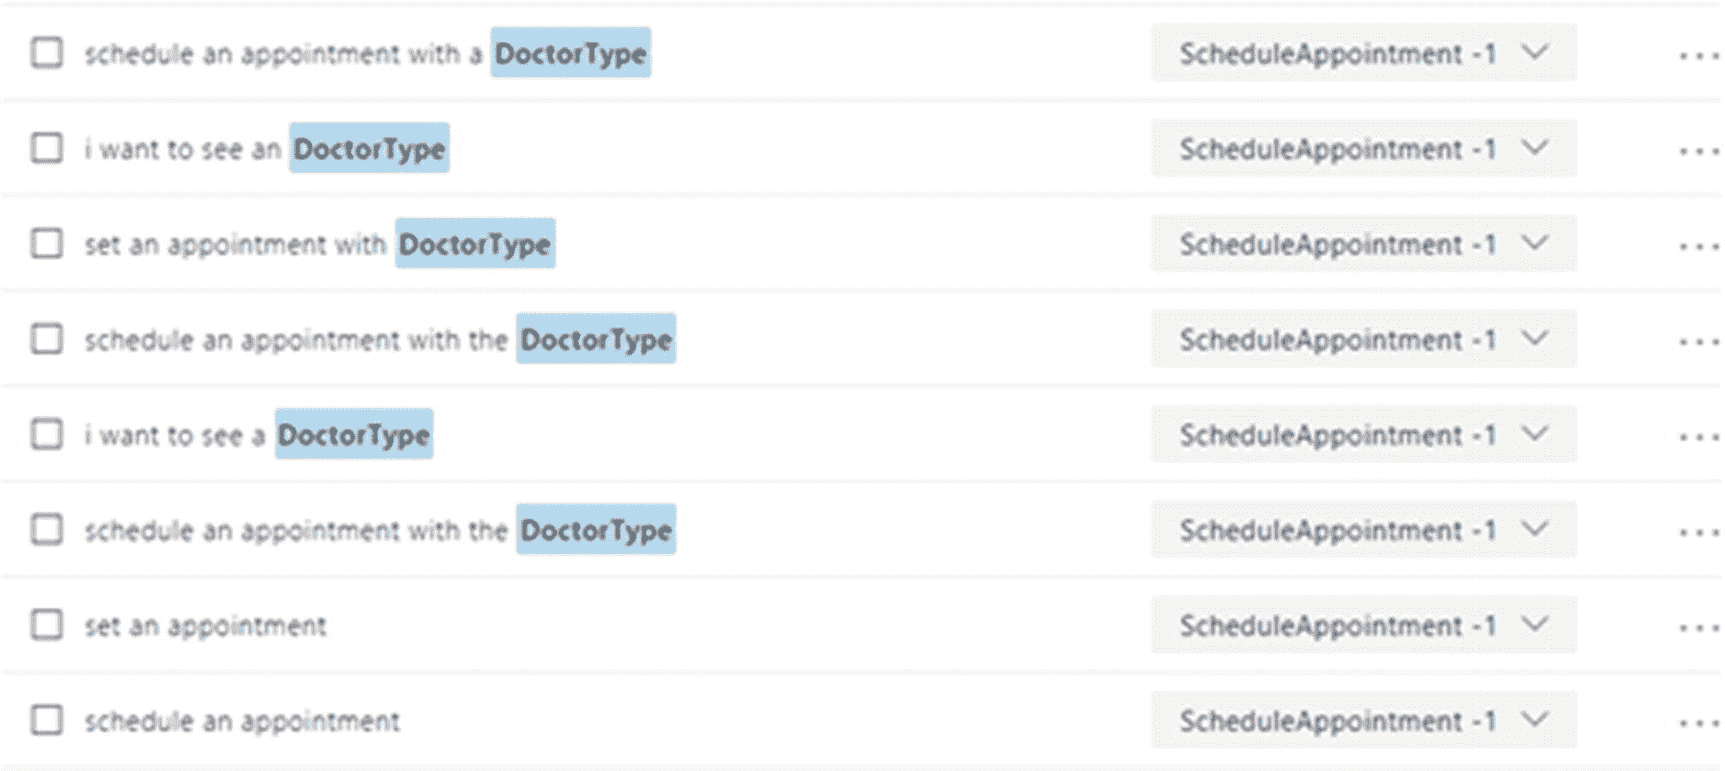 schedule an appointment with a DoctorType ScheduleAppointment -1
i want to see an DoctorType ScheduleAppointment -1
set an appointment with DoctorType ScheduleAppointment -1
schedule an appointment with the DoctorType ScheduleAppointment -1
i want to see a DoctorType ScheduleAppointment -1
schedule an appointment with the DoctorType ScheduleAppointment -1
set an appointment ScheduleAppointment -1
schedule an appointment ScheduleAppointment -1